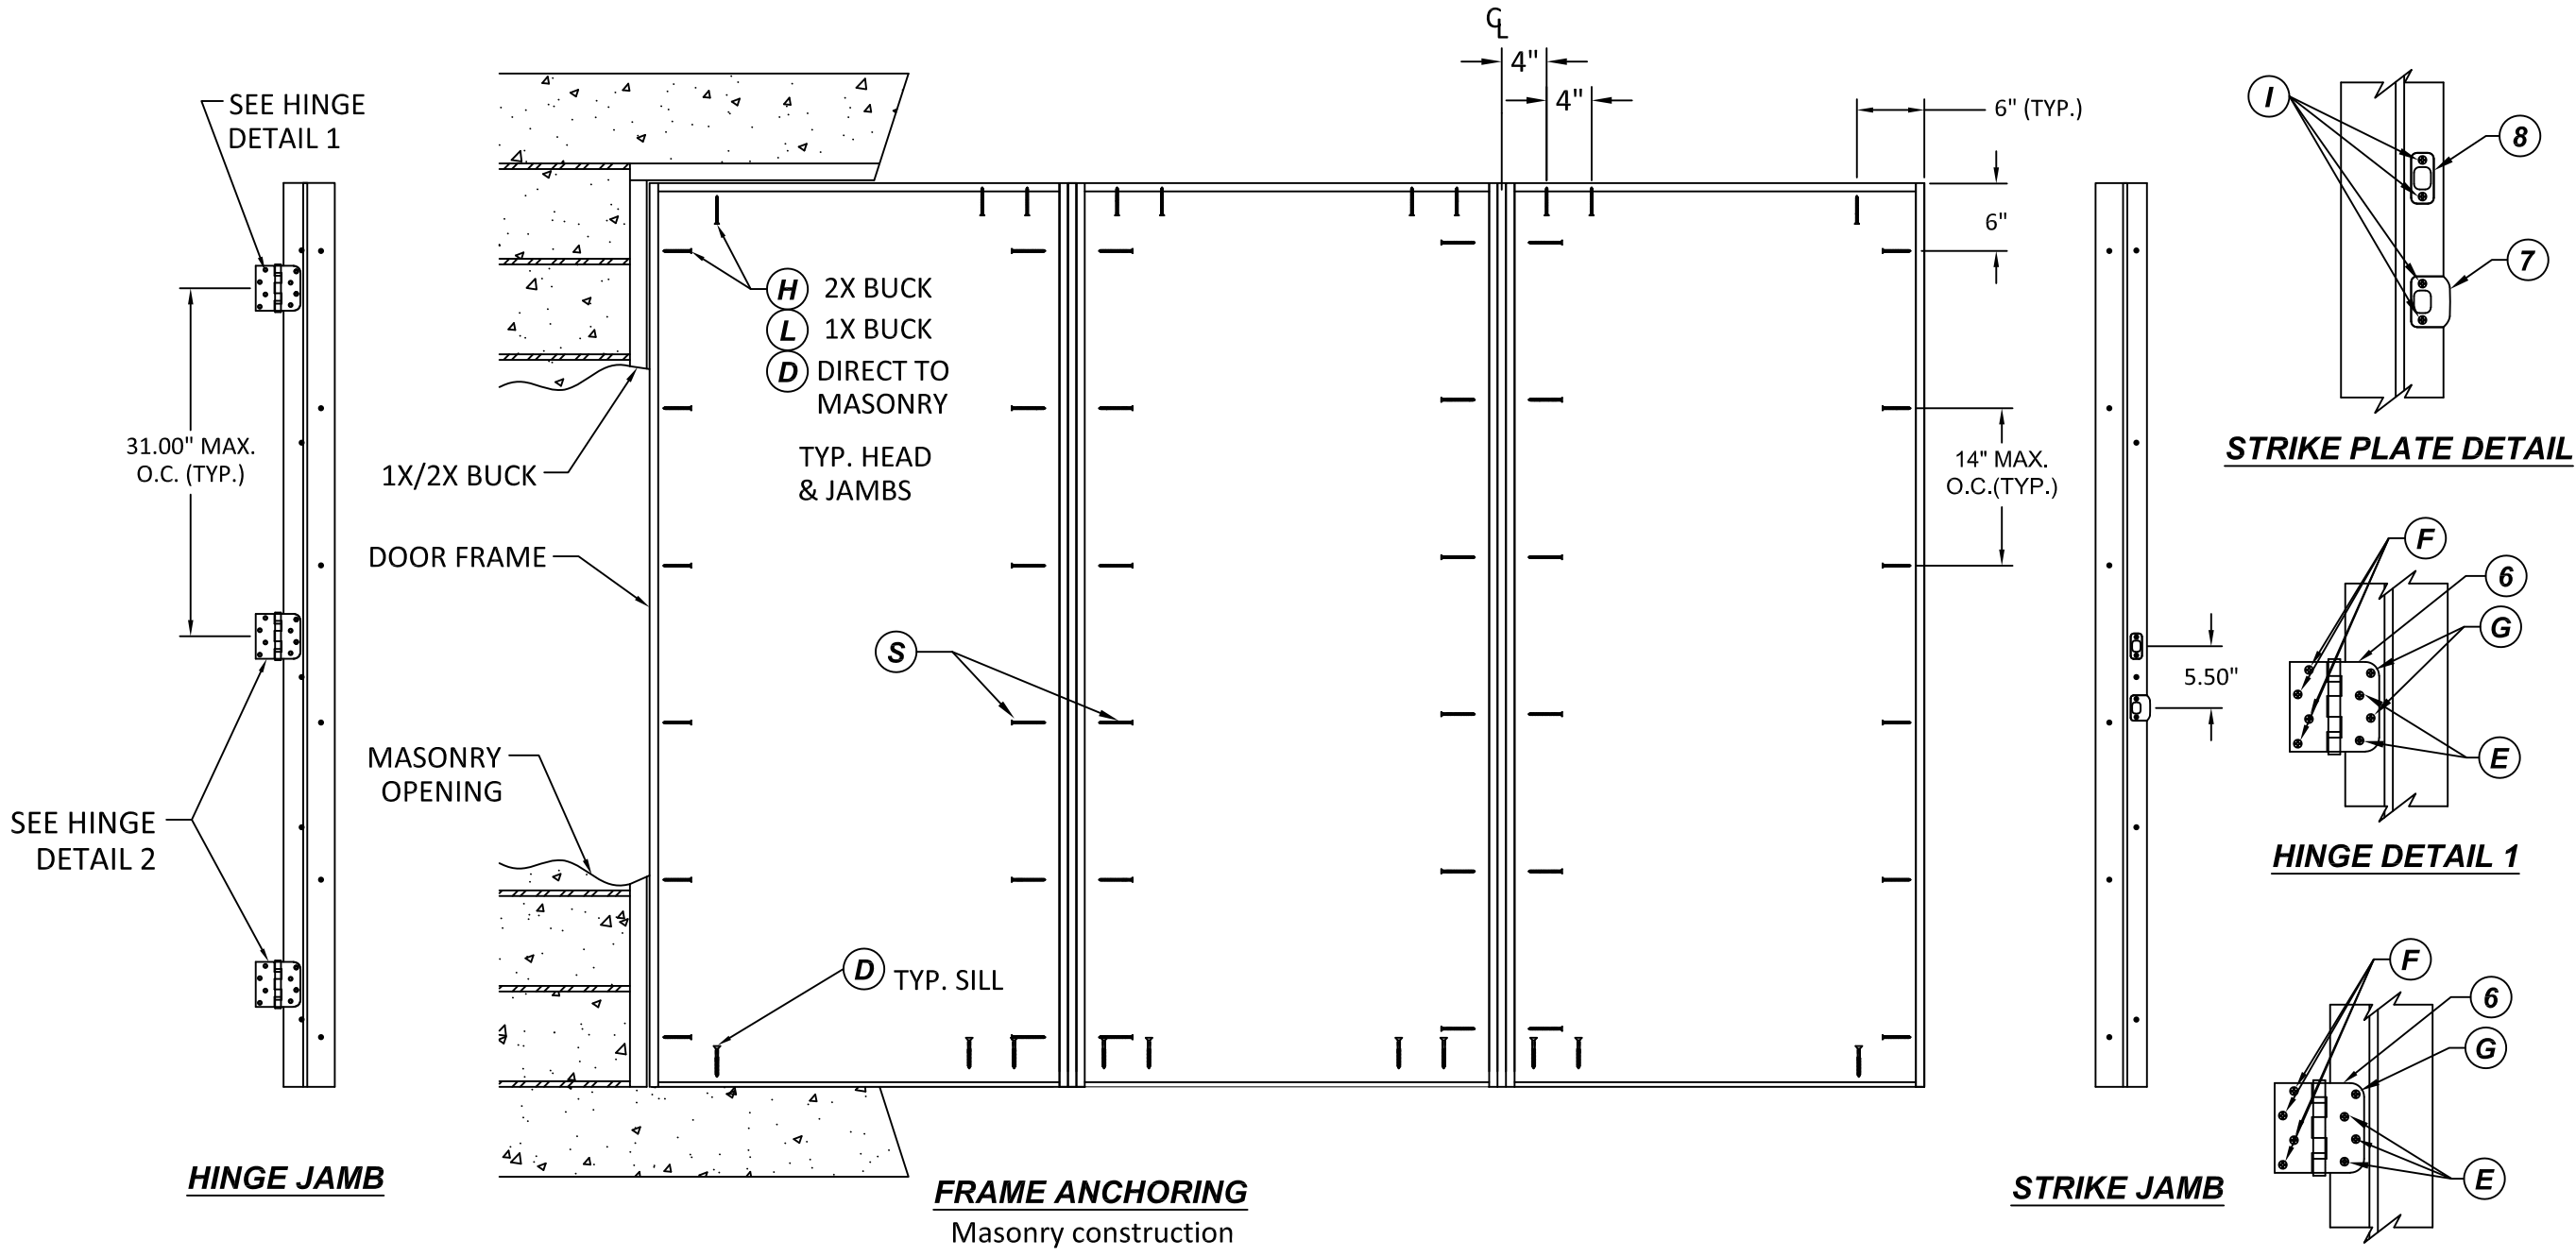 SEE HINGE
DETAIL 1
31.00" MAX.
O.C. (TYP.)
SEE HINGE
DETAIL 2
HINGE JAMB
1X/2X BUCK
DOOR FRAME
MASONRY
OPENING
H 2X BUCK
L 1X BUCK
D DIRECT TO
MASONRY
TYP. HEAD
& JAMBS
S
D TYP. SILL
CL
4"
4"
6" (TYP.)
6"
14" MAX.
O.C.(TYP.)
FRAME ANCHORING
Masonry construction
5.50"
STRIKE JAMB
I
8
7
STRIKE PLATE DETAIL
F
6
G
E
HINGE DETAIL 1
F
6
G
E